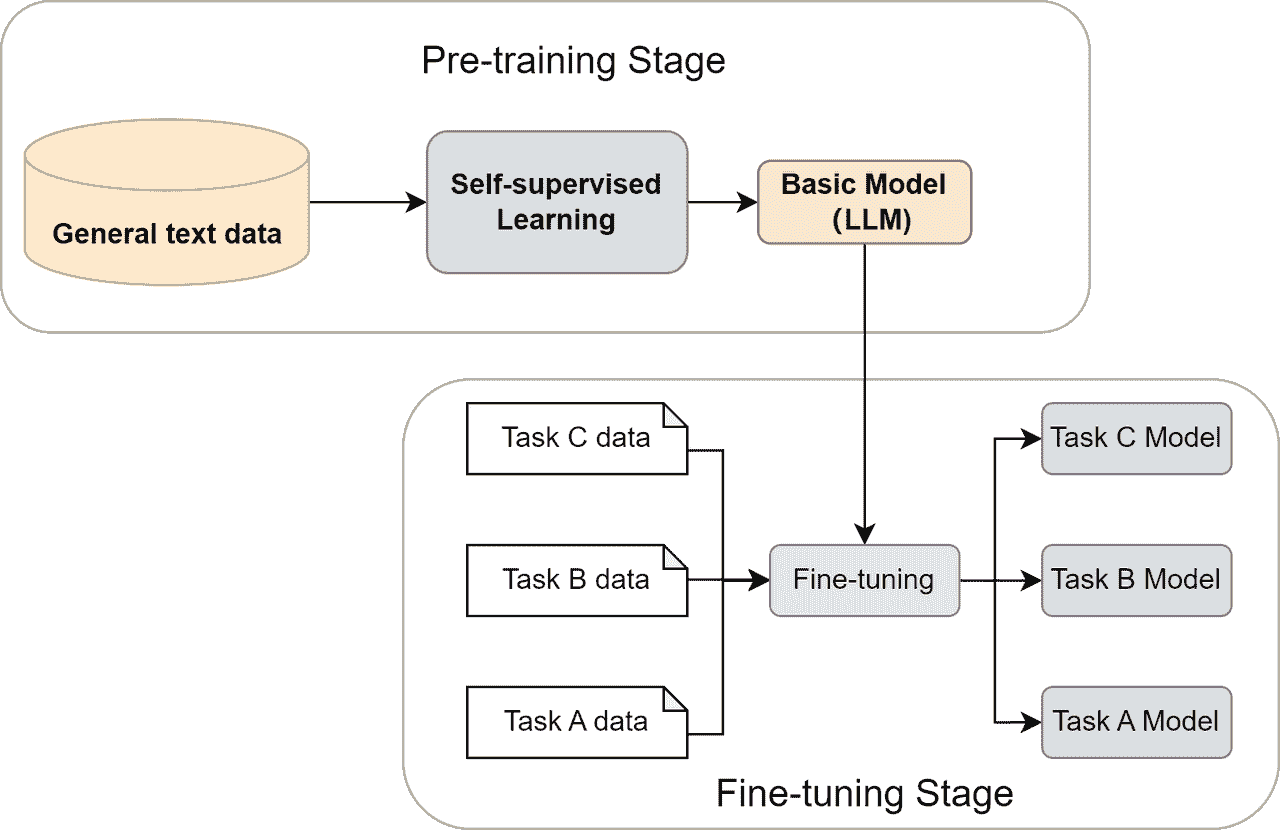 Pre-training Stage
General text data
Self-supervised
Learning
Basic Model
(LLM)
Task C data
Task B data
Task A data
Fine-tuning
Task C Model
Task B Model
Task A Model
Fine-tuning Stage